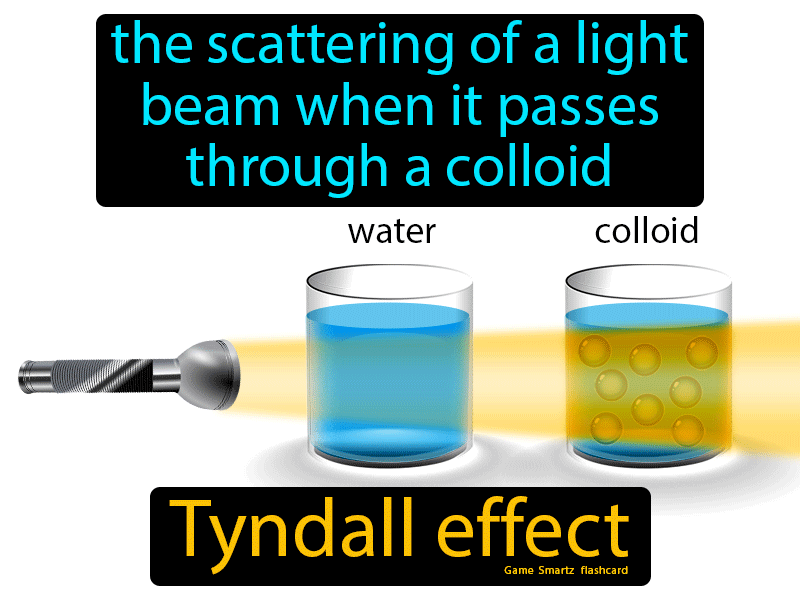 the scattering of a light
beam when it passes
through a colloid
water
colloid
Tyndall effect
Game Smartz flashcard